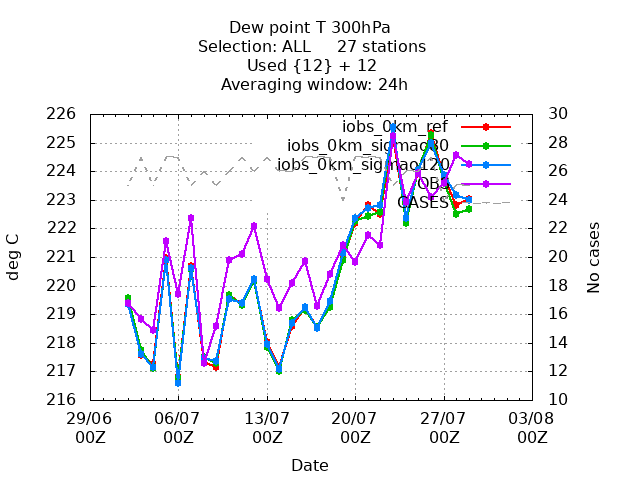 Dew point T 300hPa
Selection: ALL 27 stations
Used {12} + 12
Averaging window: 24h
226 30
225 28
224 26
223 24
222 22
221 20
220 18
219 16
218 14
217 12
216 10
iobs_0km_ref
iobs_0km_sigmao80
iobs_0km_sigmao120
OBS
CASES
deg C
No cases
29/06 06/07 13/07 20/07 27/07 03/08
00Z 00Z 00Z 00Z 00Z 00Z
Date